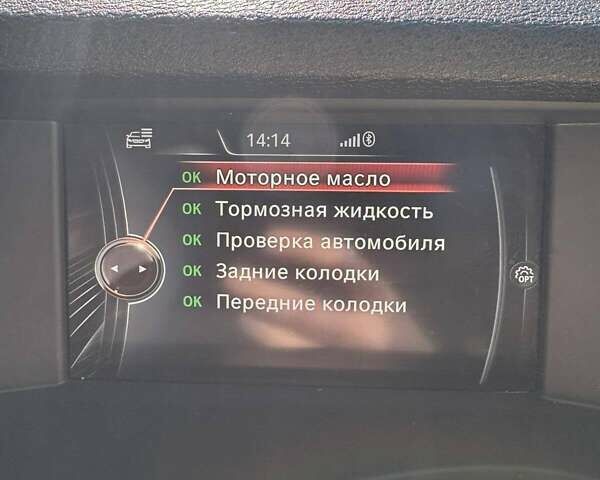 14:14
OK Моторное масло
OK Тормозная жидкость
OK Проверка автомобиля
OK Задние колодки
OK Передние колодки
OPT